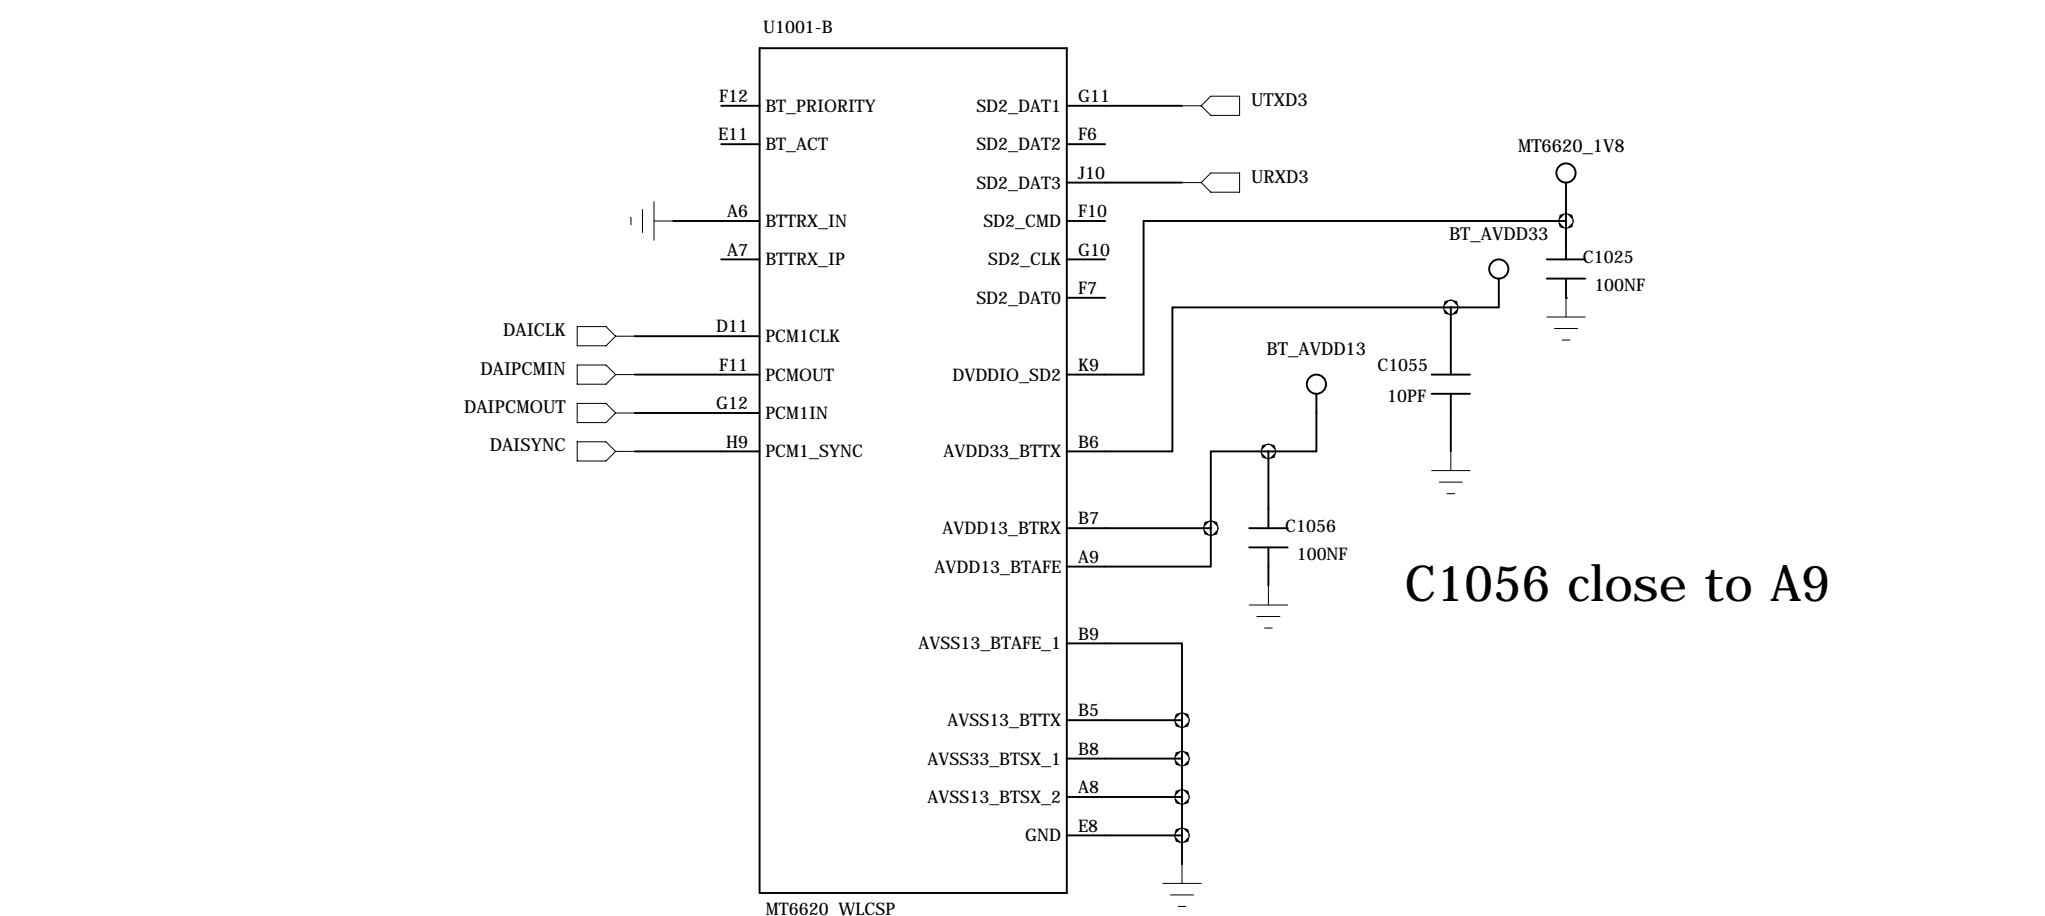 U1001-B
F12 BT_PRIORITY SD2_DAT1 G11 UTXD3
E11 BT_ACT SD2_DAT2 F6
MT6620_1V8
SD2_DAT3 J10 URXD3
A6 BTTRX_IN SD2_CMD F10
BT_AVDD33
A7 BTTRX_IP SD2_CLK G10 C1025
100NF
SD2_DAT0 F7
DAICLK D11 PCM1CLK
BT_AVDD13
DAIPCMIN F11 PCMOUT DVDDIO_SD2 K9 C1055
10PF
DAIPCMOUT G12 PCM1IN
DAISYNC H9 PCM1_SYNC AVDD33_BTTX B6
AVDD13_BTRX B7 C1056
100NF
AVDD13_BTAFE A9
C1056 close to A9
AVSS13_BTAFE_1 B9
AVSS13_BTTX B5
AVSS33_BTSX_1 B8
AVSS13_BTSX_2 A8
GND E8
MT6620_WLCSP